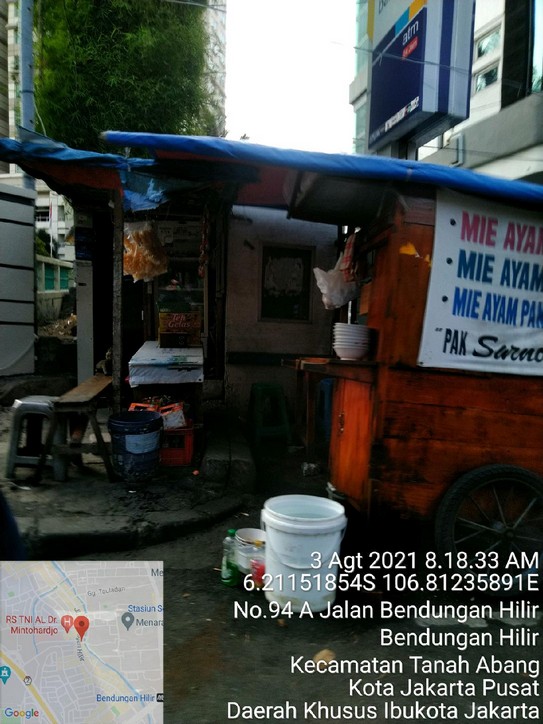 atm
MIE AYAM
MIE AYAM
MIE AYAM
PAK
Teh
Gelas
3 Agt 2021 8.18.33 AM
6.21151854S 106.81235891E
No.94 A Jalan Bendungan Hilir
Bendungan Hilir
Kecamatan Tanah Abang
Kota Jakarta Pusat
Daerah Khusus Ibukota Jakarta
RS TNI AL Dr.
Mintohardjo
Stasiun
Menara
Bendungan Hilir
Google